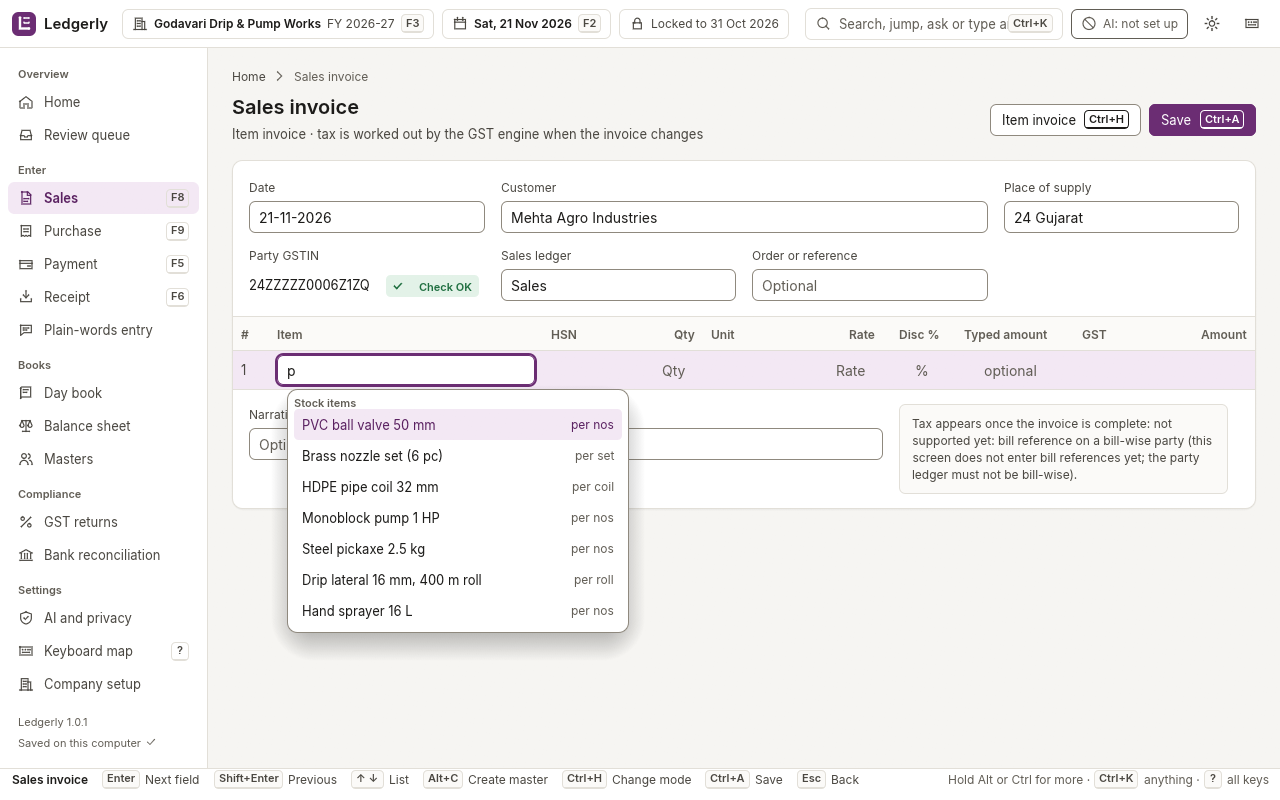 Ledgerly
Godavari Drip & Pump Works FY 2026-27 F3
Sat, 21 Nov 2026 F2
Locked to 31 Oct 2026
Search, jump, ask or type a Ctrl+K
AI: not set up
Overview
Home
Review queue
Enter
Sales F8
Purchase F9
Payment F5
Receipt F6
Plain-words entry
Books
Day book
Balance sheet
Masters
Compliance
GST returns
Bank reconciliation
Settings
AI and privacy
Keyboard map ?
Company setup
Ledgerly 1.0.1
Saved on this computer
Home Sales invoice
Sales invoice
Item invoice · tax is worked out by the GST engine when the invoice changes
Item invoice Ctrl+H
Save Ctrl+A
Date Customer Place of supply
21-11-2026 Mehta Agro Industries 24 Gujarat
Party GSTIN Sales ledger Order or reference
24ZZZZZ0006Z1ZQ Check OK Sales Optional
# Item HSN Qty Unit Rate Disc % Typed amount GST Amount
1 p Qty Rate % optional
Stock items
PVC ball valve 50 mm per nos
Brass nozzle set (6 pc) per set
HDPE pipe coil 32 mm per coil
Monoblock pump 1 HP per nos
Steel pickaxe 2.5 kg per nos
Drip lateral 16 mm, 400 m roll per roll
Hand sprayer 16 L per nos
Tax appears once the invoice is complete: not
supported yet: bill reference on a bill-wise party (this
screen does not enter bill references yet; the party
ledger must not be bill-wise).
Sales invoice Enter Next field Shift+Enter Previous ↑ ↓ List Alt+C Create master Ctrl+H Change mode Ctrl+A Save Esc Back
Hold Alt or Ctrl for more · Ctrl+K anything · ? all keys